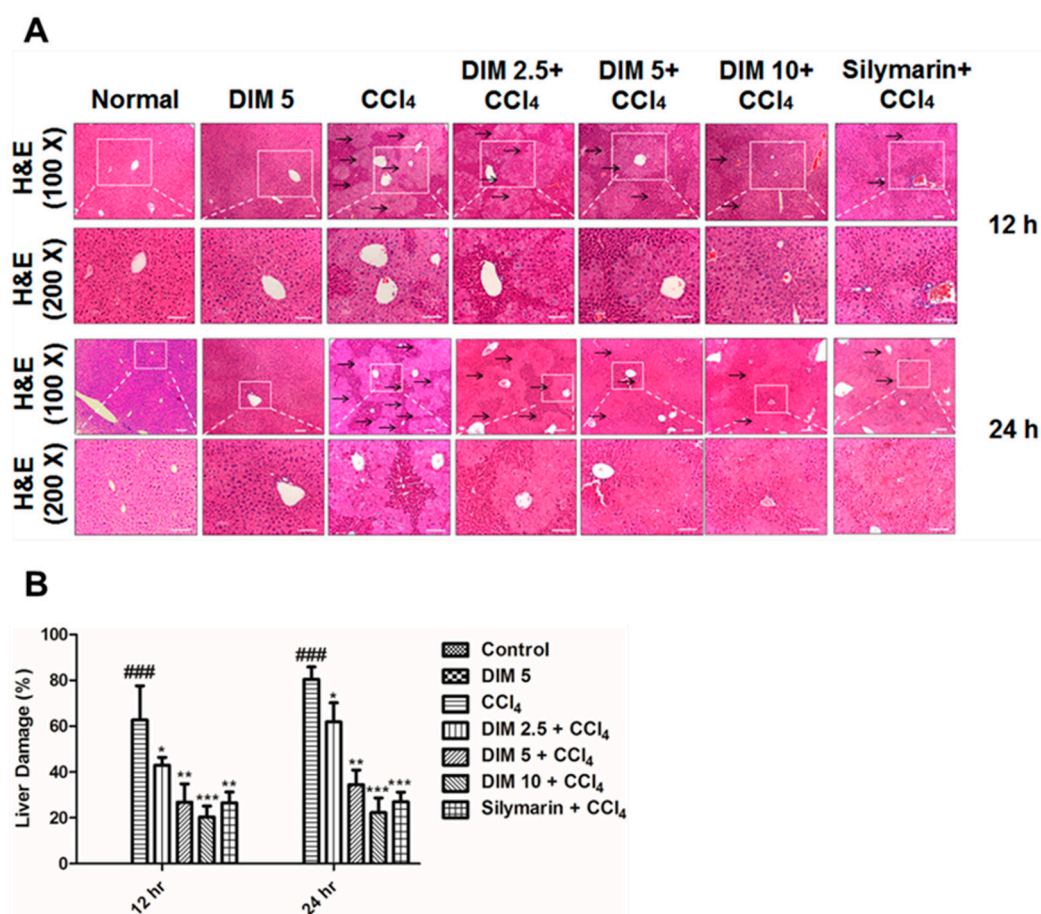 A
Normal DIM 5 CCl₄ DIM 2.5+ CCl₄ DIM 5+ CCl₄ DIM 10+ CCl₄ Silymarin+ CCl₄
H&E (100 X)
12 h
H&E (200 X)
H&E (100 X)
24 h
H&E (200 X)
B
Liver Damage (%)
100
80
60
40
20
0
### * ** *** **
### * ** *** ***
12 hr 24 hr
Control
DIM 5
CCl₄
DIM 2.5 + CCl₄
DIM 5 + CCl₄
DIM 10 + CCl₄
Silymarin + CCl₄